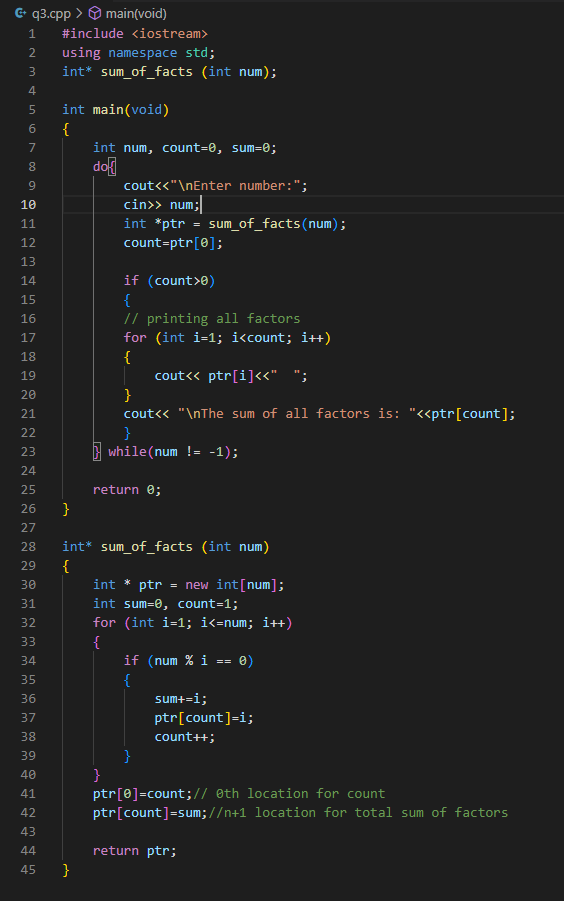 q3.cpp > main(void)
1 #include <iostream>
2 using namespace std;
3 int* sum_of_facts (int num);
4
5 int main(void)
6 {
7     int num, count=0, sum=0;
8     do{
9         cout<<"\nEnter number:";
10         cin>> num;
11         int *ptr = sum_of_facts(num);
12         count=ptr[0];
13
14         if (count>0)
15         {
16         // printing all factors
17         for (int i=1; i<count; i++)
18         {
19             cout<< ptr[i]<<"  ";
20         }
21         cout<< "\nThe sum of all factors is: "<<ptr[count];
22         }
23     } while(num != -1);
24
25     return 0;
26 }
27
28 int* sum_of_facts (int num)
29 {
30     int * ptr = new int[num];
31     int sum=0, count=1;
32     for (int i=1; i<=num; i++)
33     {
34         if (num % i == 0)
35         {
36             sum+=i;
37             ptr[count]=i;
38             count++;
39         }
40     }
41     ptr[0]=count;// 0th location for count
42     ptr[count]=sum;//n+1 location for total sum of factors
43
44     return ptr;
45 }